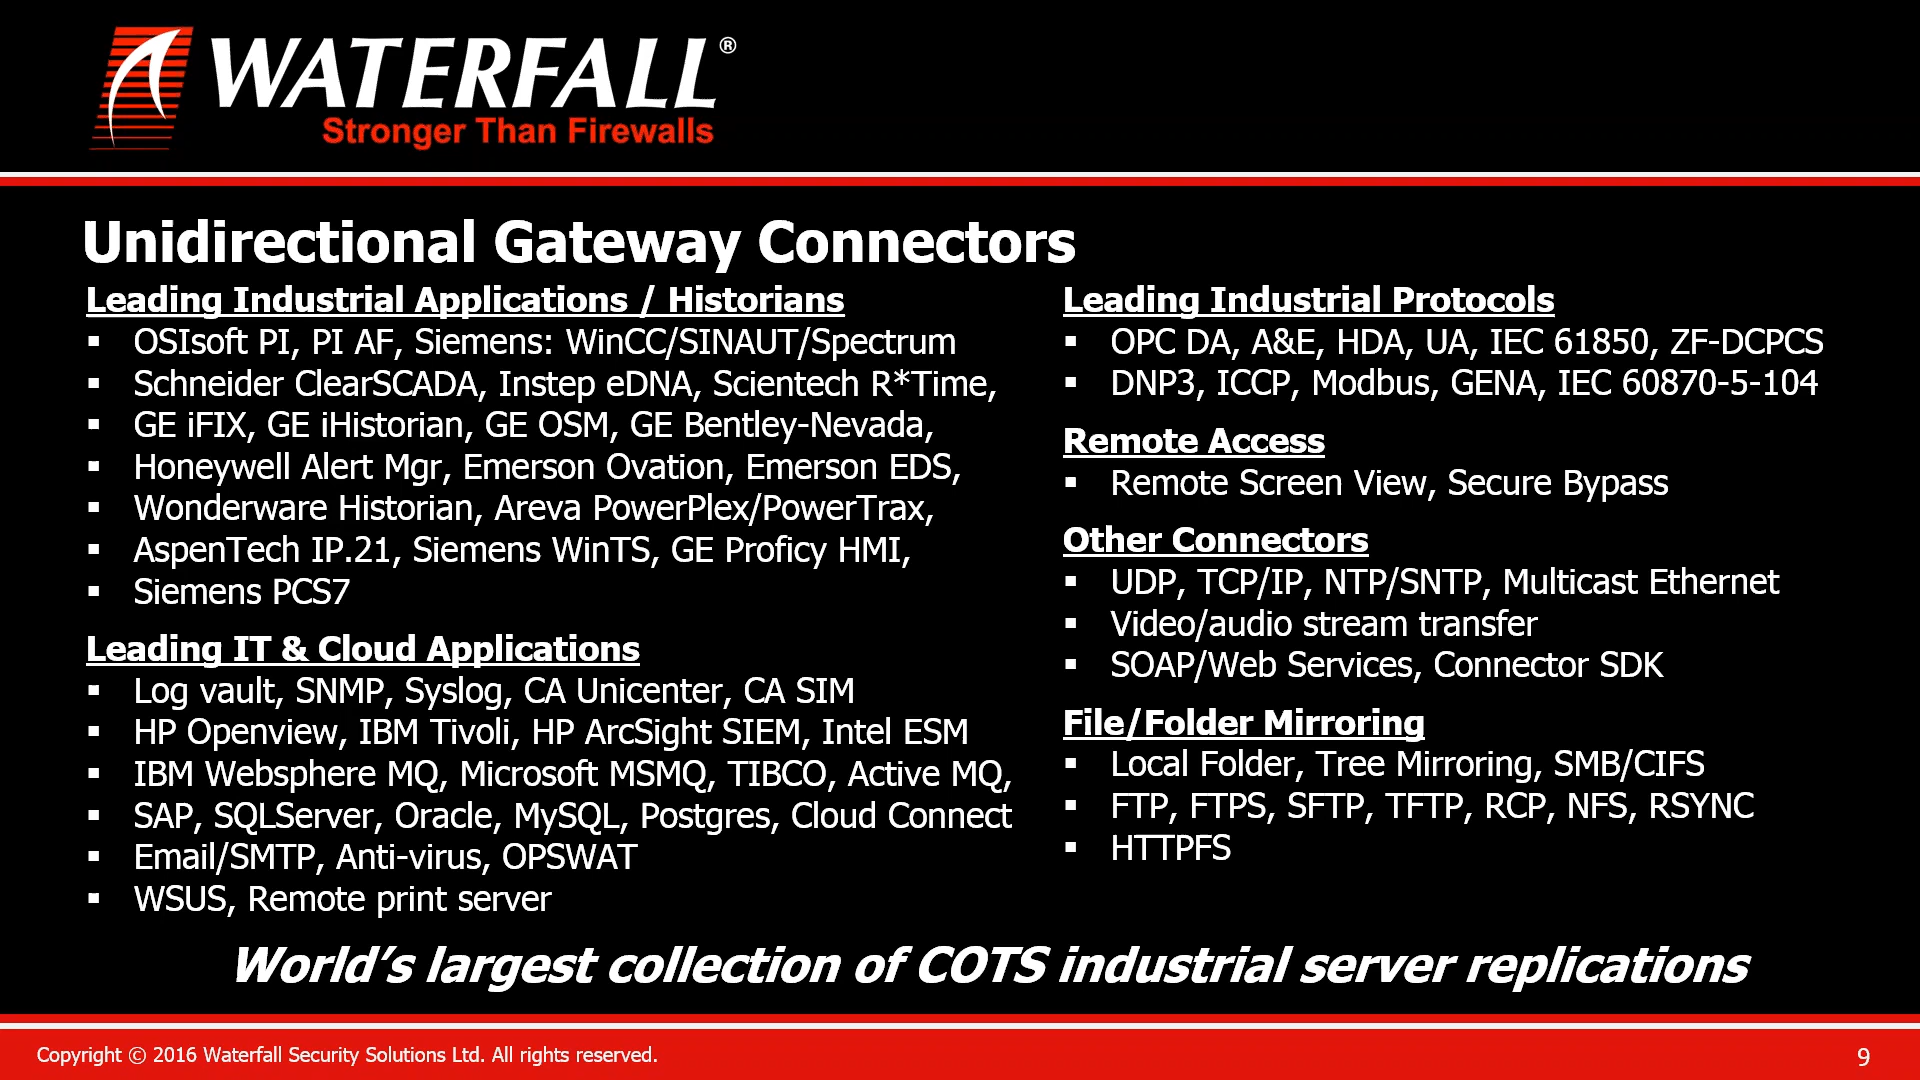 WATERFALL®
Stronger Than Firewalls
Unidirectional Gateway Connectors
Leading Industrial Applications / Historians
▪ OSIsoft PI, PI AF, Siemens: WinCC/SINAUT/Spectrum
▪ Schneider ClearSCADA, Instep eDNA, Scientech R*Time,
▪ GE iFIX, GE iHistorian, GE OSM, GE Bentley-Nevada,
▪ Honeywell Alert Mgr, Emerson Ovation, Emerson EDS,
▪ Wonderware Historian, Areva PowerPlex/PowerTrax,
▪ AspenTech IP.21, Siemens WinTS, GE Proficy HMI,
▪ Siemens PCS7
Leading IT & Cloud Applications
▪ Log vault, SNMP, Syslog, CA Unicenter, CA SIM
▪ HP Openview, IBM Tivoli, HP ArcSight SIEM, Intel ESM
▪ IBM Websphere MQ, Microsoft MSMQ, TIBCO, Active MQ,
▪ SAP, SQLServer, Oracle, MySQL, Postgres, Cloud Connect
▪ Email/SMTP, Anti-virus, OPSWAT
▪ WSUS, Remote print server
Leading Industrial Protocols
▪ OPC DA, A&E, HDA, UA, IEC 61850, ZF-DCPCS
▪ DNP3, ICCP, Modbus, GENA, IEC 60870-5-104
Remote Access
▪ Remote Screen View, Secure Bypass
Other Connectors
▪ UDP, TCP/IP, NTP/SNTP, Multicast Ethernet
▪ Video/audio stream transfer
▪ SOAP/Web Services, Connector SDK
File/Folder Mirroring
▪ Local Folder, Tree Mirroring, SMB/CIFS
▪ FTP, FTPS, SFTP, TFTP, RCP, NFS, RSYNC
▪ HTTPFS
World’s largest collection of COTS industrial server replications
Copyright © 2016 Waterfall Security Solutions Ltd. All rights reserved.
9